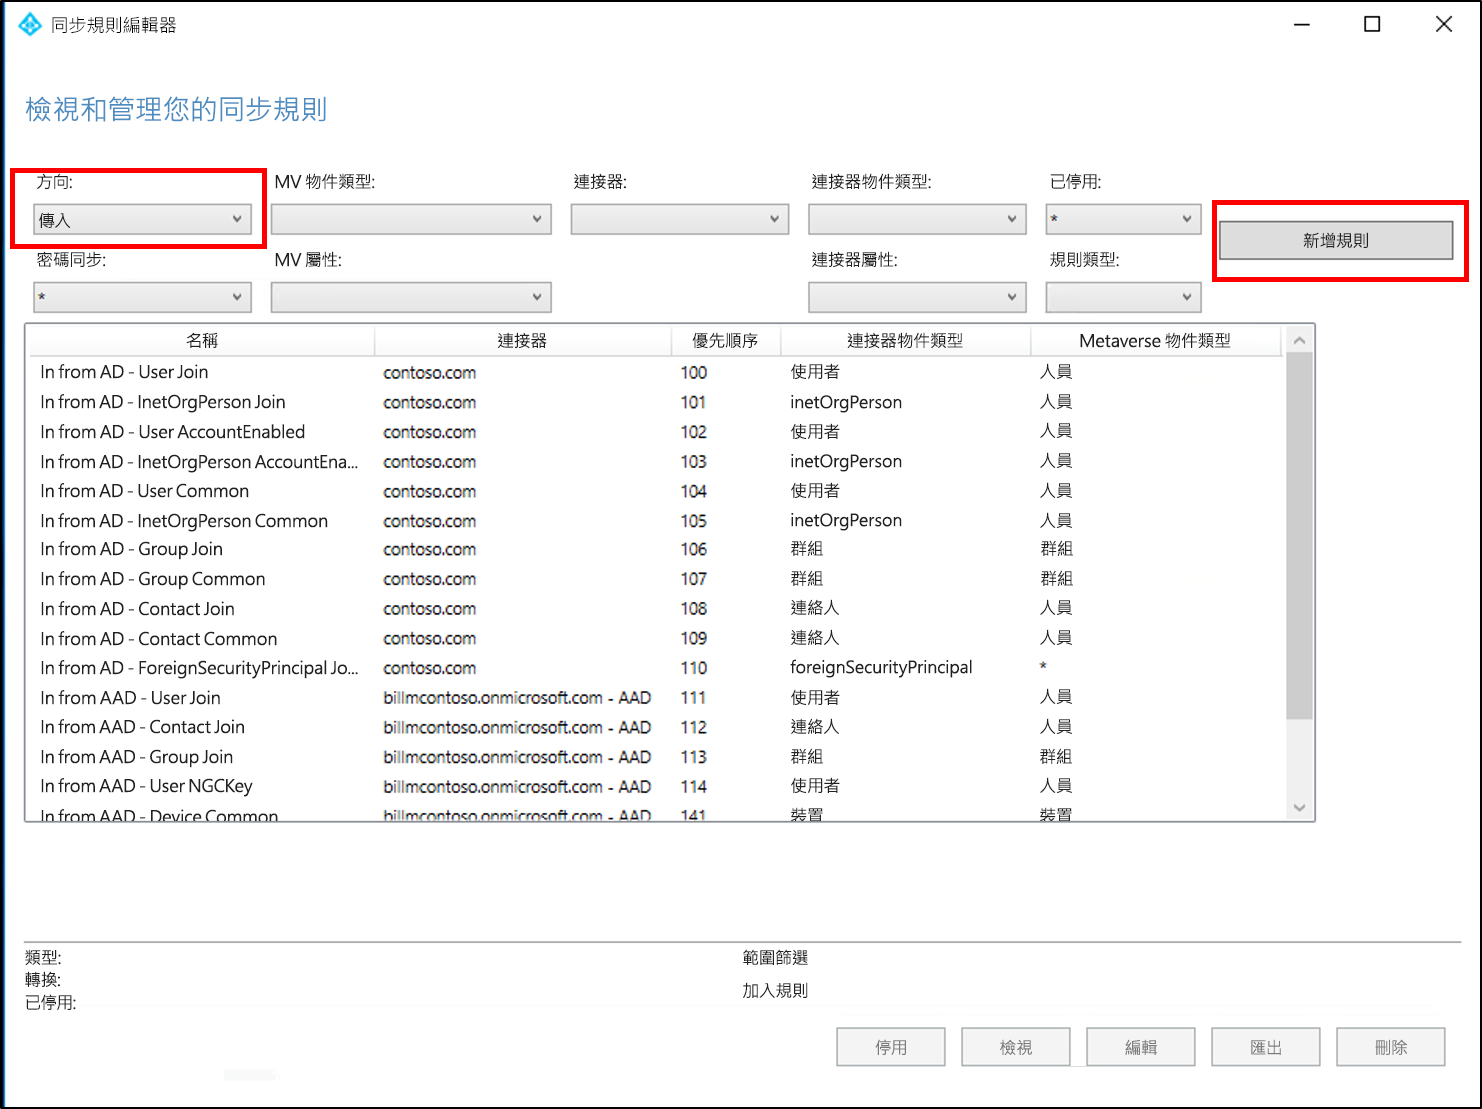 同步規則編輯器
檢視和管理您的同步規則
方向: MV 物件類型: 連接器: 連接器物件類型: 已停用:
傳入 *
新增規則
密碼同步: MV 屬性: 連接器屬性: 規則類型:
*
名稱 連接器 優先順序 連接器物件類型 Metaverse 物件類型
In from AD - User Join contoso.com 100 使用者 人員
In from AD - InetOrgPerson Join contoso.com 101 inetOrgPerson 人員
In from AD - User AccountEnabled contoso.com 102 使用者 人員
In from AD - InetOrgPerson AccountEna... contoso.com 103 inetOrgPerson 人員
In from AD - User Common contoso.com 104 使用者 人員
In from AD - InetOrgPerson Common contoso.com 105 inetOrgPerson 人員
In from AD - Group Join contoso.com 106 群組 群組
In from AD - Group Common contoso.com 107 群組 群組
In from AD - Contact Join contoso.com 108 連絡人 人員
In from AD - Contact Common contoso.com 109 連絡人 人員
In from AD - ForeignSecurityPrincipal Jo... contoso.com 110 foreignSecurityPrincipal *
In from AAD - User Join billmcontoso.onmicrosoft.com - AAD 111 使用者 人員
In from AAD - Contact Join billmcontoso.onmicrosoft.com - AAD 112 連絡人 人員
In from AAD - Group Join billmcontoso.onmicrosoft.com - AAD 113 群組 群組
In from AAD - User NGCKey billmcontoso.onmicrosoft.com - AAD 114 使用者 人員
In from AAD - Device Common billmcontoso.onmicrosoft.com - AAD 141 裝置 裝置
類型: 範圍篩選
轉換:
加入規則
已停用:
停用 檢視 編輯 匯出 刪除